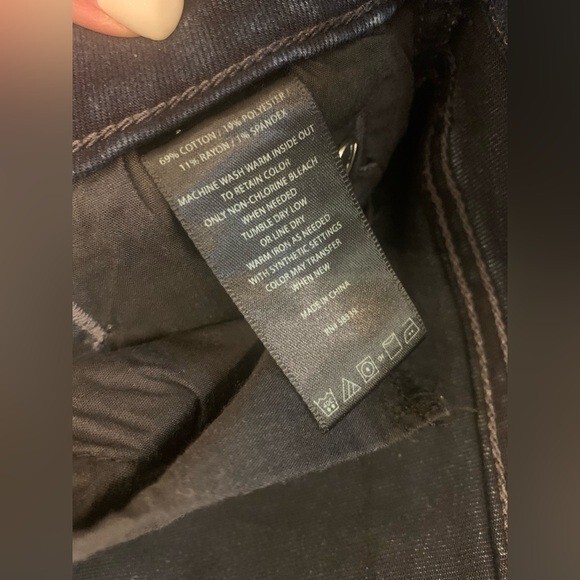 69% COTTON / 19% POLYESTER /
11% RAYON / 1% SPANDEX
MACHINE WASH WARM INSIDE OUT
TO RETAIN COLOR
ONLY NON-CHLORINE BLEACH
WHEN NEEDED
TUMBLE DRY LOW
OR LINE DRY
WARM IRON AS NEEDED
WITH SYNTHETIC SETTINGS
COLOR MAY TRANSFER
WHEN NEW
MADE IN CHINA
RN#
or